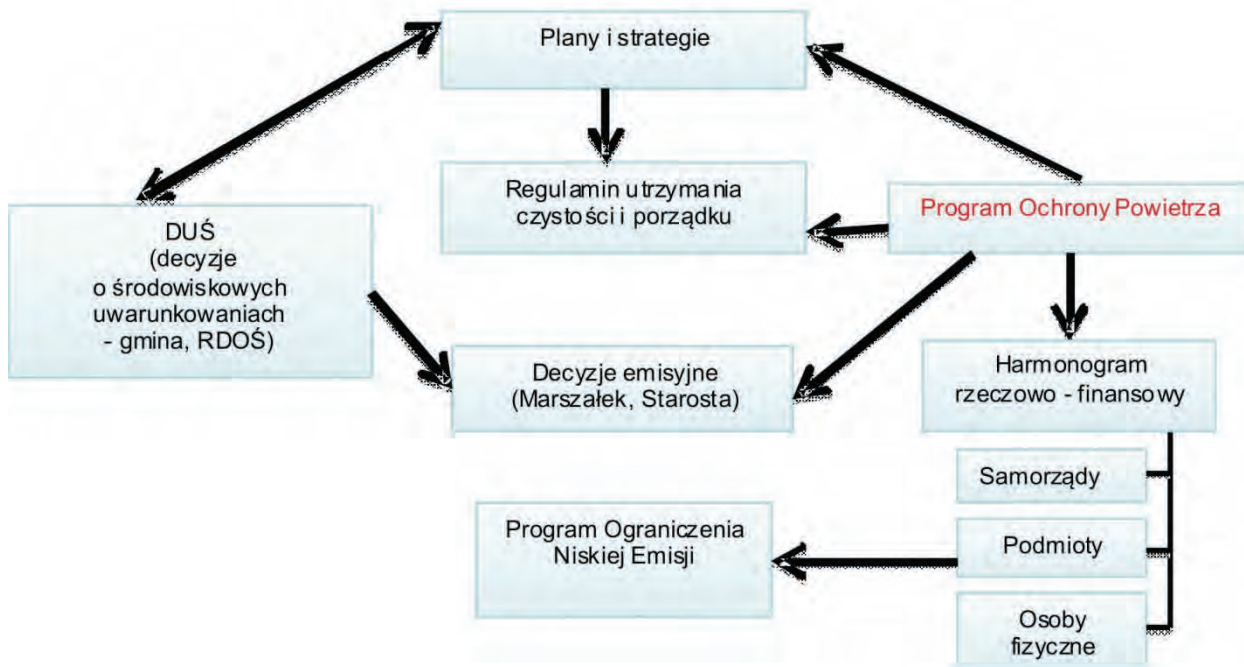 Plany i strategie
Regulamin utrzymania
czystości i porządku
Program Ochrony Powietrza
DUŚ
(decyzje
o środowiskowych
uwarunkowaniach
- gmina, RDOŚ)
Decyzje emisyjne
(Marszałek, Starosta)
Harmonogram
rzeczowo - finansowy
Samorządy
Program Ograniczenia
Niskiej Emisji
Podmioty
Osoby
fizyczne